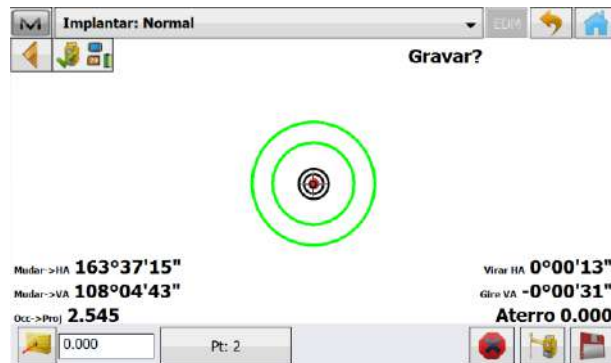 Implantar: Normal
EDM
Gravar?
Mudar->HA 163°37'15"
Virar HA 0°00'13"
Mudar->VA 108°04'43"
Gire VA -0°00'31"
Occ->Proj 2.545
Aterro 0.000
0.000
Pt: 2